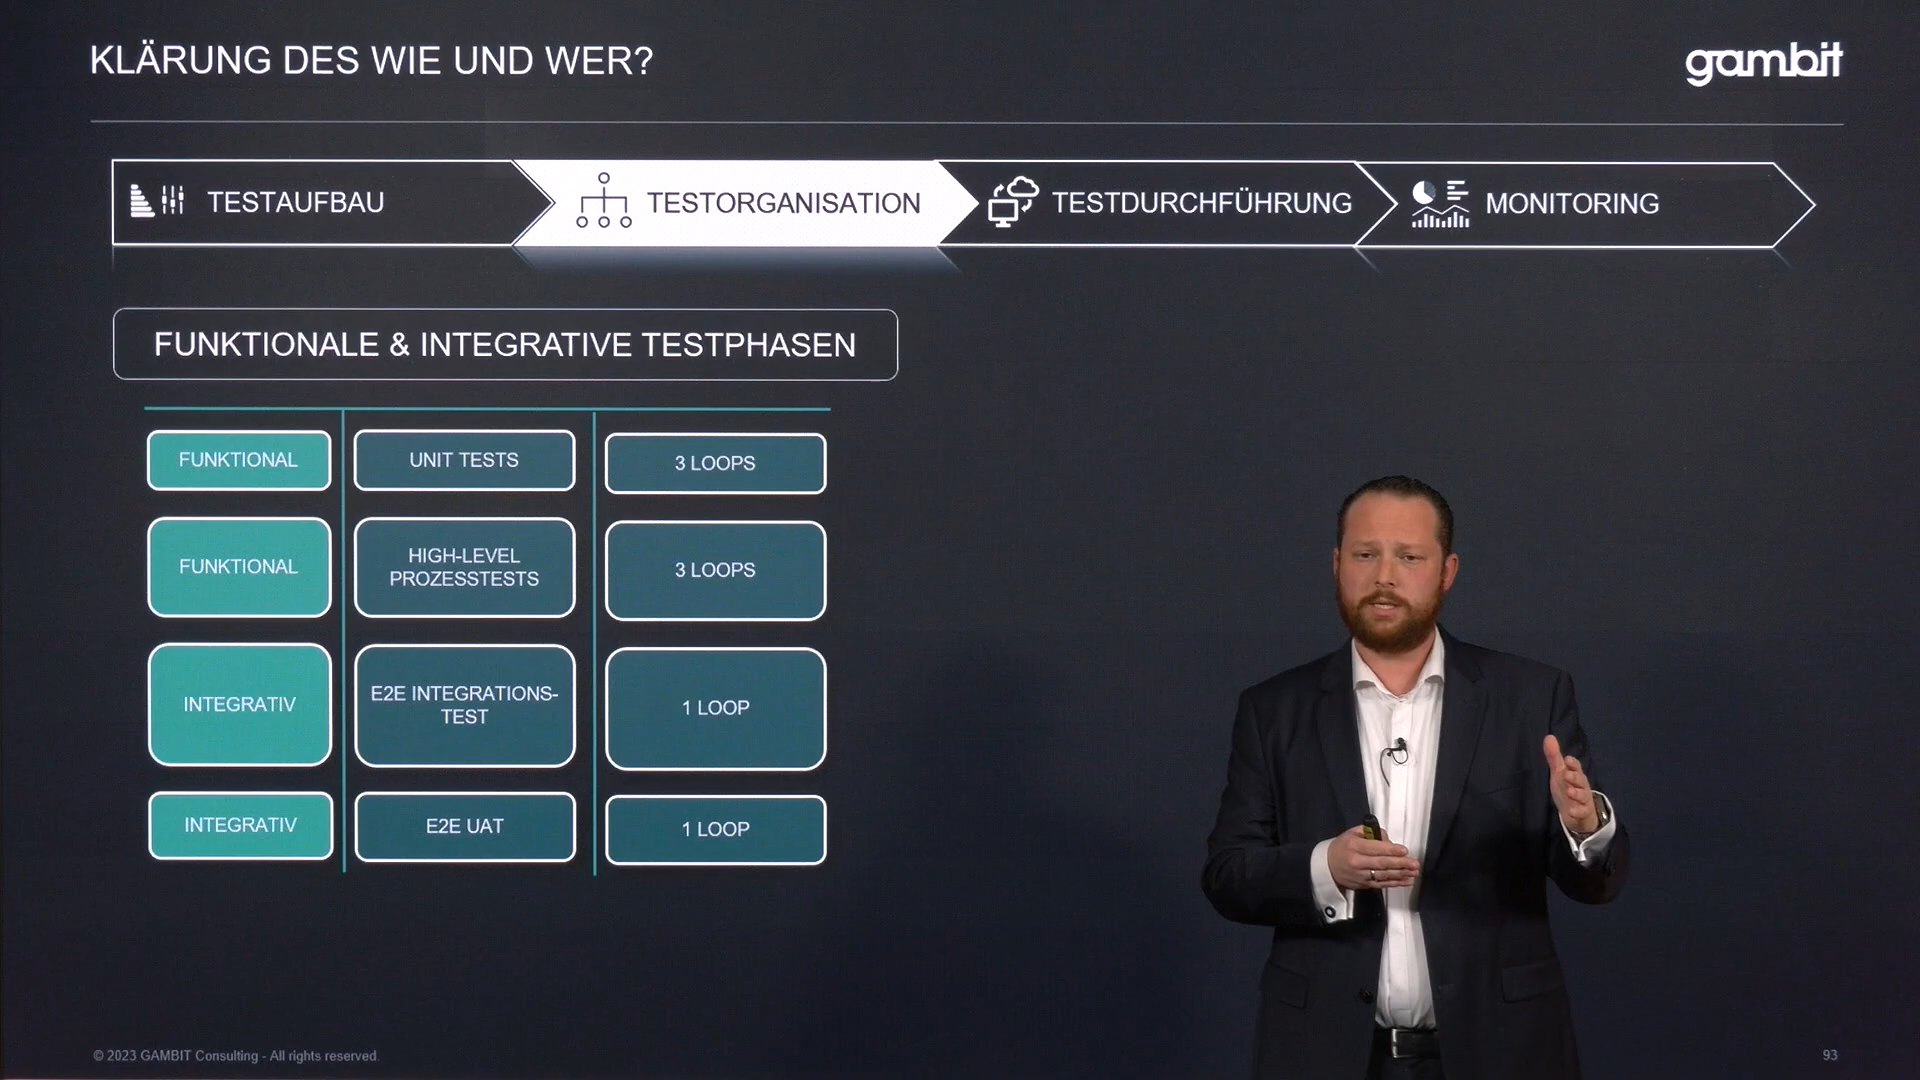 KLÄRUNG DES WIE UND WER?
gambit
TESTAUFBAU
TESTORGANISATION
TESTDURCHFÜHRUNG
MONITORING
FUNKTIONALE & INTEGRATIVE TESTPHASEN
FUNKTIONAL
UNIT TESTS
3 LOOPS
FUNKTIONAL
HIGH-LEVEL
PROZESSTESTS
3 LOOPS
INTEGRATIV
E2E INTEGRATIONS-
TEST
1 LOOP
INTEGRATIV
E2E UAT
1 LOOP
© 2023 GAMBIT Consulting - All rights reserved.
93